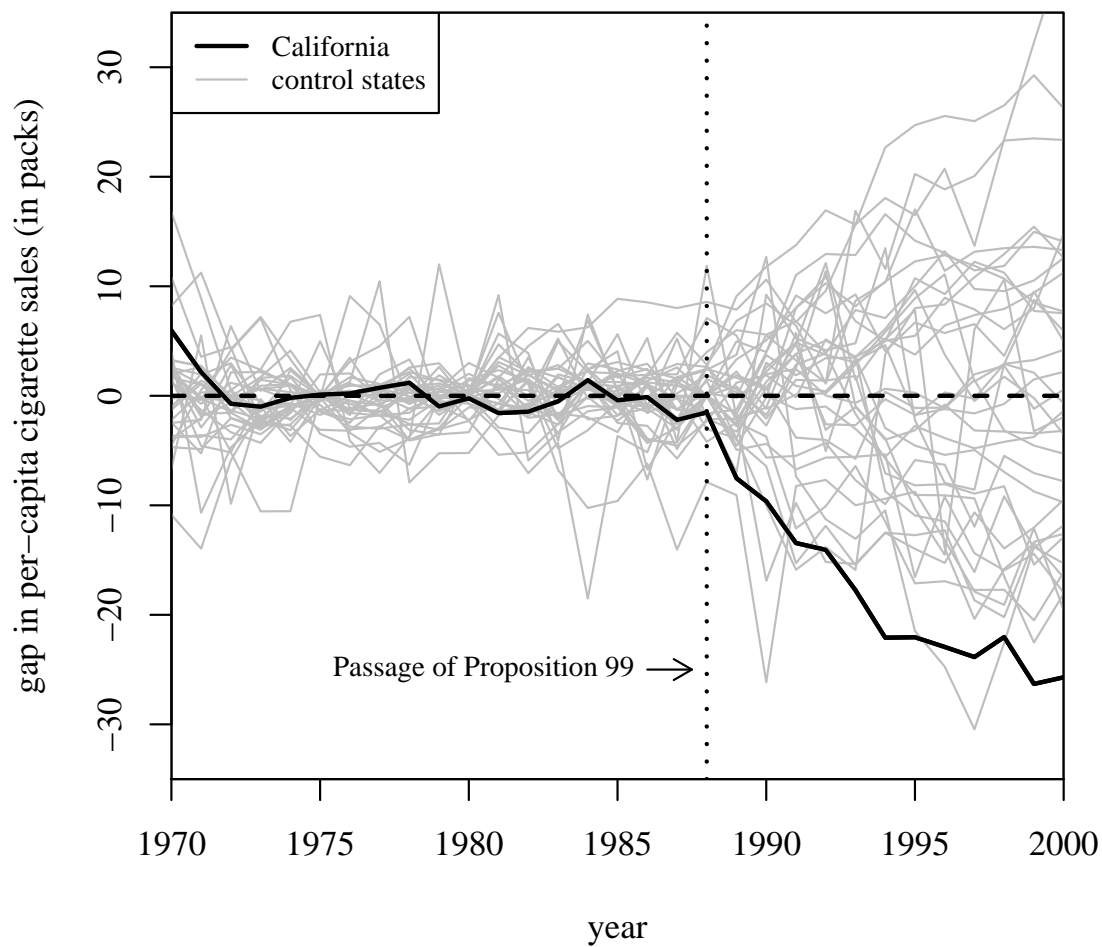 California
control states
gap in per−capita cigarette sales (in packs)
30
20
10
0
−10
−20
−30
Passage of Proposition 99
1970 1975 1980 1985 1990 1995 2000
year